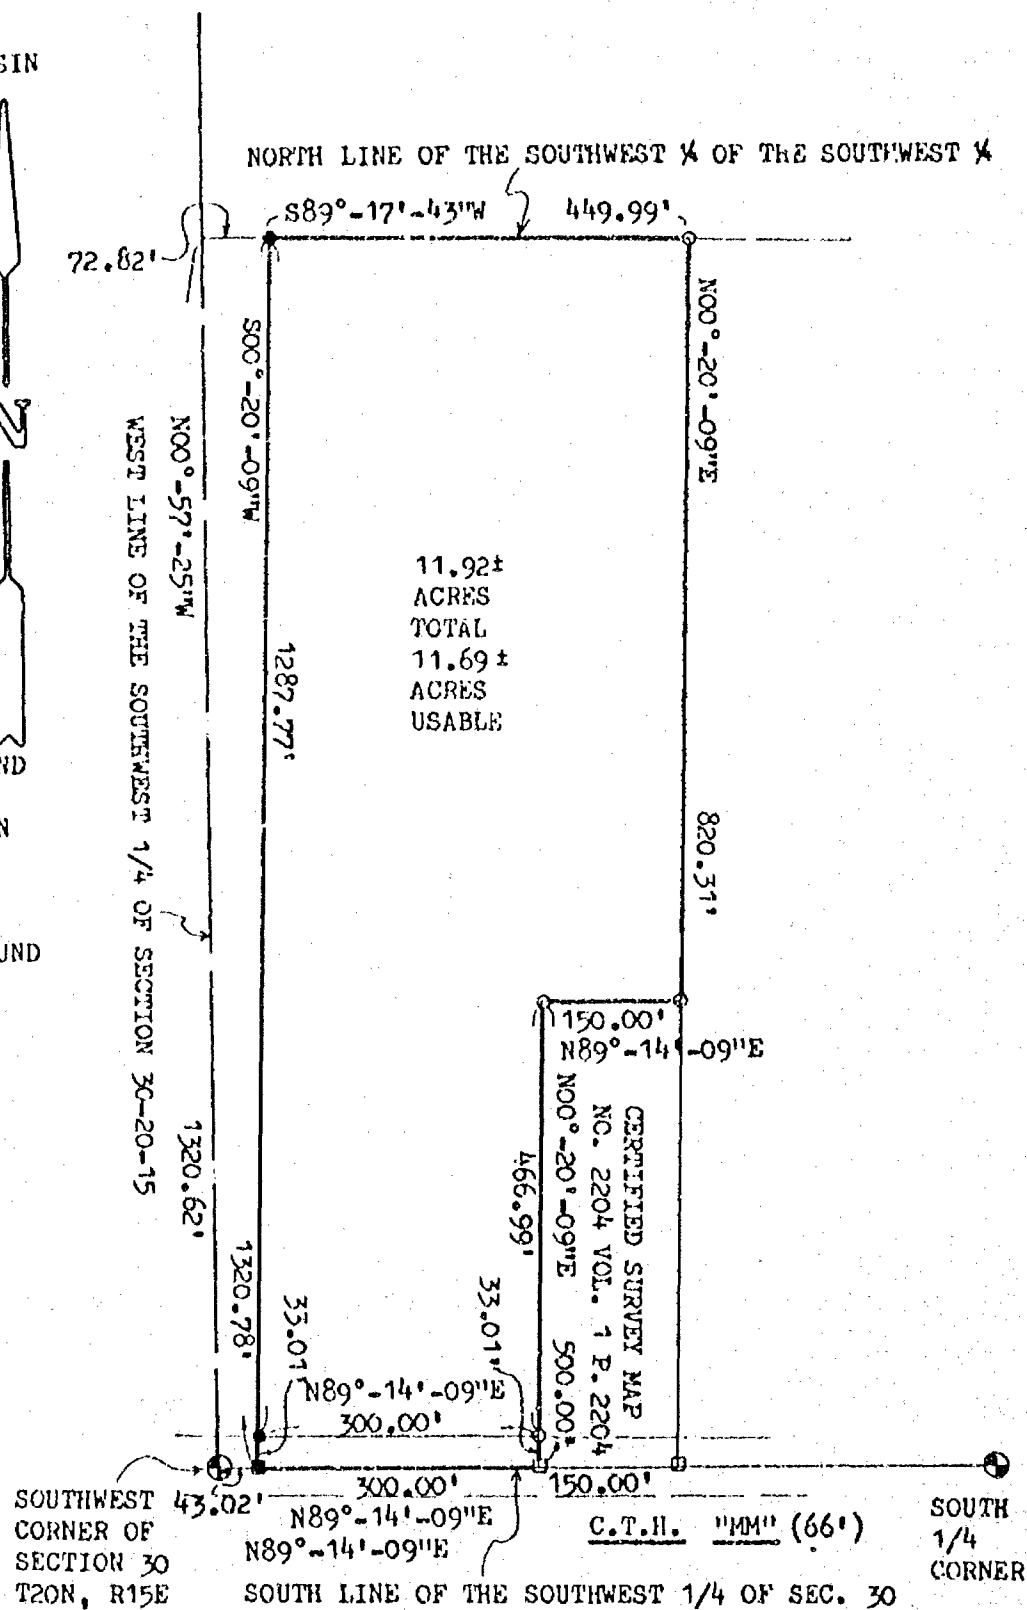 SIN
NORTH LINE OF THE SOUTHWEST ¼ OF THE SOUTHWEST ¼
S89°-17'-43"W 449.99'
72.82'
N00°-20'-09"E
S00°-20'-09"W
N00°-57'-25"W
WEST LINE OF THE SOUTHWEST 1/4 OF SECTION 30-20-15
N
11.92±
ACRES
TOTAL
11.69±
ACRES
USABLE
1287.77'
ND
N
820.31'
UND
150.00'
N89°-14'-09"E
CERTIFIED SURVEY MAP
NO. 2204 VOL. 1 P. 2204
N00°-20'-09"E 500.00'
466.99'
1320.62'
1320.78'
33.01'
33.01'
N89°-14'-09"E
300.00'
43.02'
300.00' 150.00'
N89°-14'-09"E
N89°-14'-09"E
C.T.H. "MM" (66')
SOUTHWEST
CORNER OF
SECTION 30
T20N, R15E
SOUTH LINE OF THE SOUTHWEST 1/4 OF SEC. 30
SOUTH
1/4
CORNER